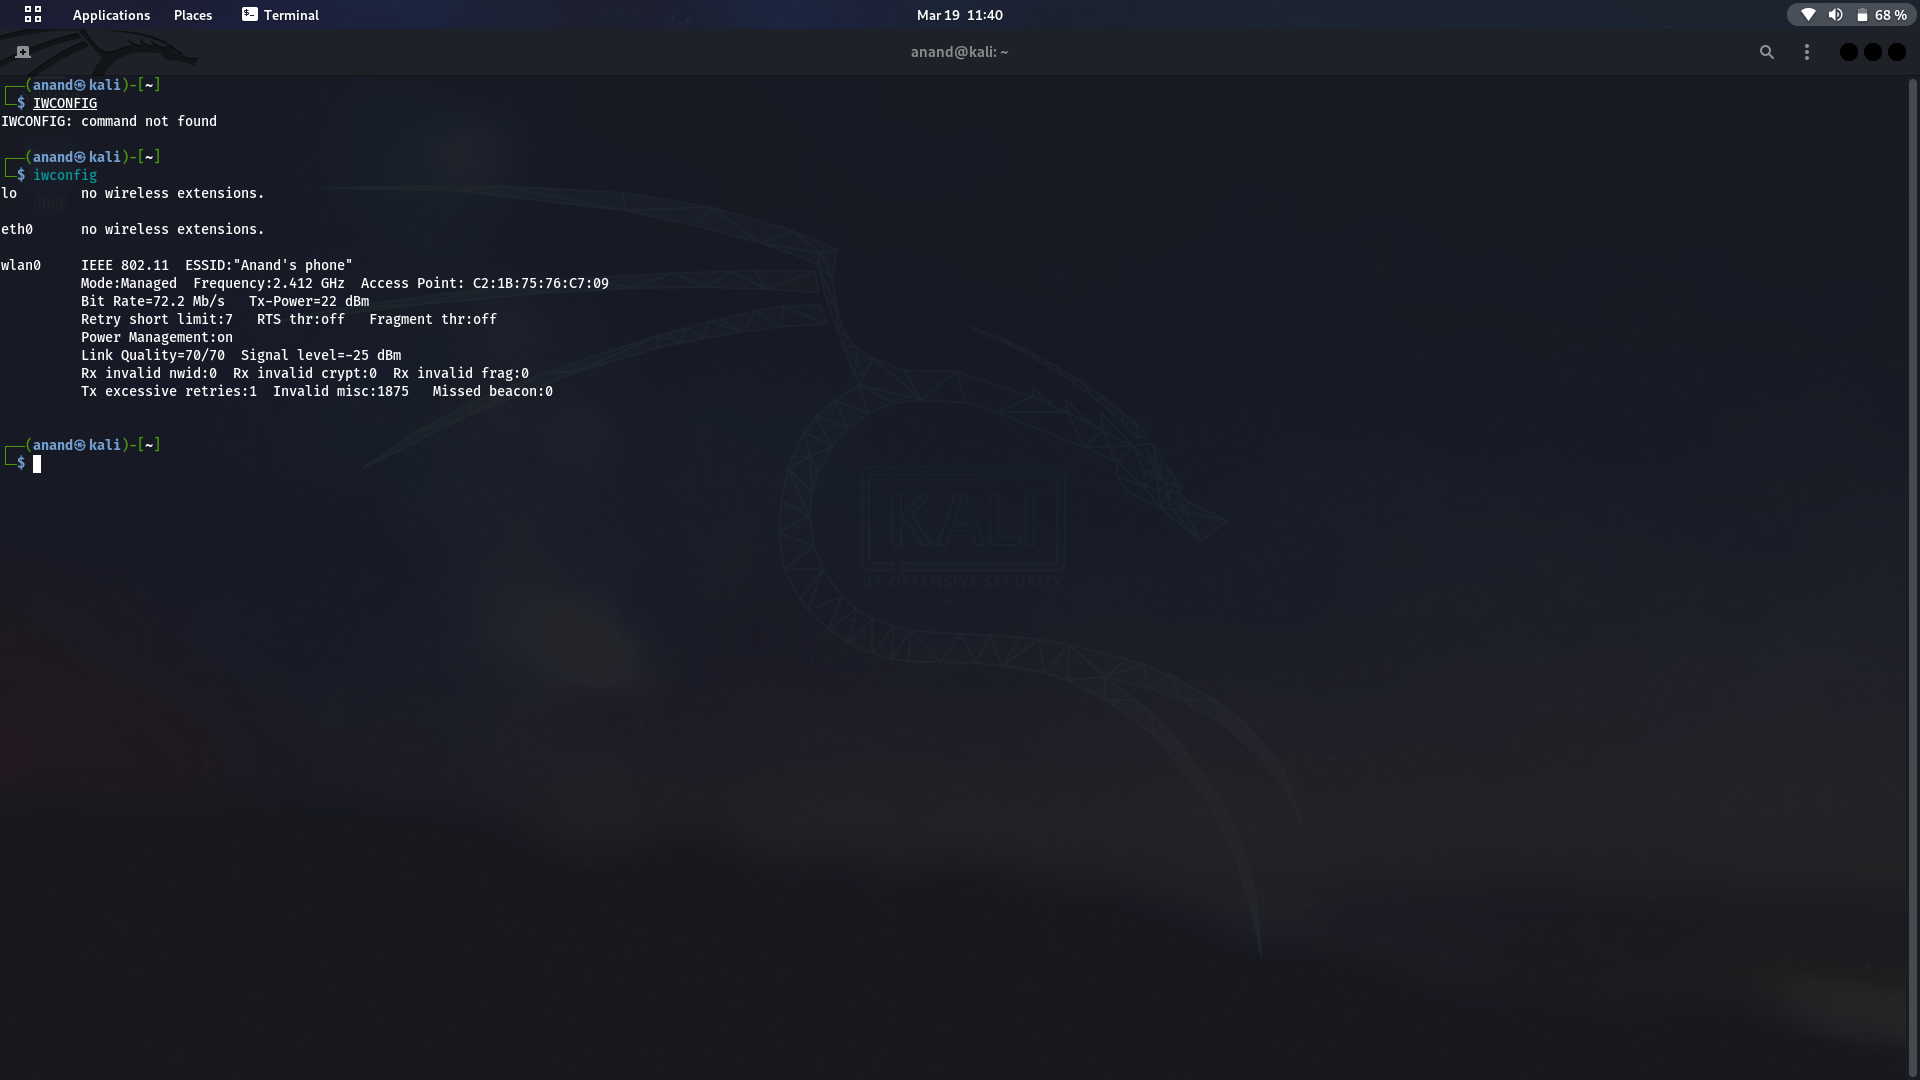 Applications Places Terminal Mar 19 11:40 68 %
anand@kali: ~
┌──(anand㉿kali)-[~]
└─$ IWCONFIG
IWCONFIG: command not found
┌──(anand㉿kali)-[~]
└─$ iwconfig
lo        no wireless extensions.
img
eth0      no wireless extensions.
wlan0     IEEE 802.11  ESSID:"Anand's phone"
          Mode:Managed  Frequency:2.412 GHz  Access Point: C2:1B:75:76:C7:09
          Bit Rate=72.2 Mb/s   Tx-Power=22 dBm
          Retry short limit:7   RTS thr:off   Fragment thr:off
          Power Management:on
          Link Quality=70/70  Signal level=-25 dBm
          Rx invalid nwid:0  Rx invalid crypt:0  Rx invalid frag:0
          Tx excessive retries:1  Invalid misc:1875   Missed beacon:0
┌──(anand㉿kali)-[~]
└─$
KALI
BY OFFENSIVE SECURITY